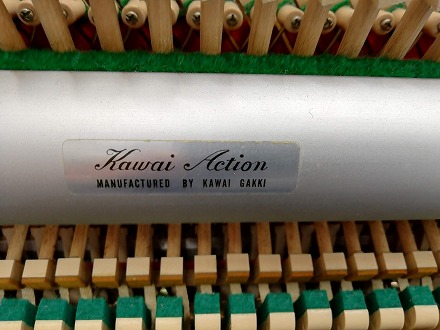 Kawai Action
MANUFACTURED BY KAWAI GAKKI